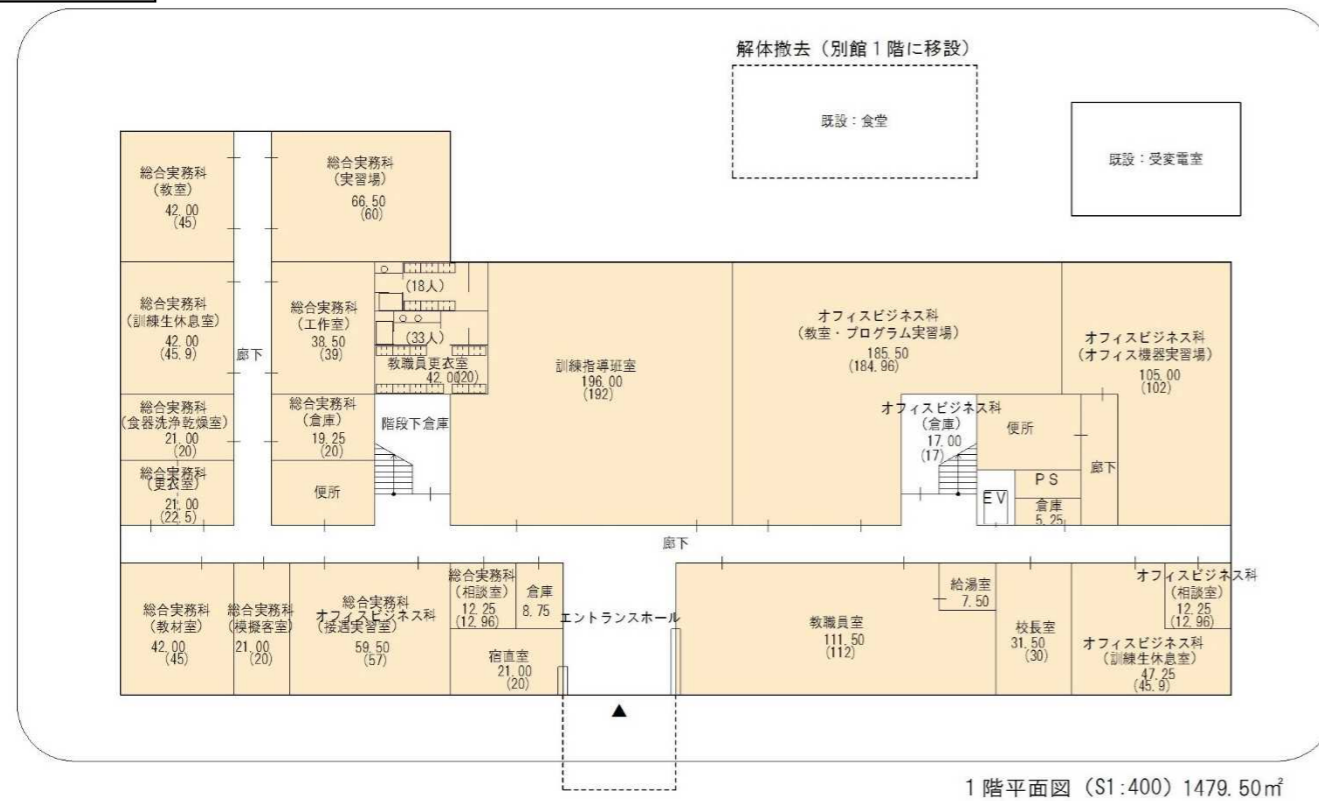 解体撤去（別館1階に移設）
既設：食堂
既設：受変電室
総合実務科
（教室）
42.00
(45)
総合実務科
（実習場）
66.50
(60)
総合実務科
（訓練生休息室）
42.00
(45.9)
廊下
総合実務科
（工作室）
38.50
(39)
(18人)
(33人)
教職員更衣室
42.00(20)
訓練指導班室
196.00
(192)
オフィスビジネス科
（教室・プログラム実習場）
185.50
(184.96)
オフィスビジネス科
（オフィス機器実習場）
105.00
(102)
総合実務科
（食器洗浄乾燥室）
21.00
(20)
総合実務科
（倉庫）
19.25
(20)
階段下倉庫
オフィスビジネス科
（倉庫）
17.00
(17)
便所
廊下
総合実務科
（更衣室）
21.00
(22.5)
便所
EV
PS
倉庫
5.25
廊下
総合実務科
（教材室）
42.00
(45)
総合実務科
（模擬客室）
21.00
(20)
総合実務科
オフィスビジネス科
（接遇実習室）
59.50
(57)
総合実務科
（相談室）
12.25
(12.96)
倉庫
8.75
宿直室
21.00
(20)
エントランスホール
▲
教職員室
111.50
(112)
給湯室
7.50
校長室
31.50
(30)
オフィスビジネス科
（相談室）
12.25
(12.96)
オフィスビジネス科
（訓練生休息室）
47.25
(45.9)
1階平面図（S1:400）1479.50㎡